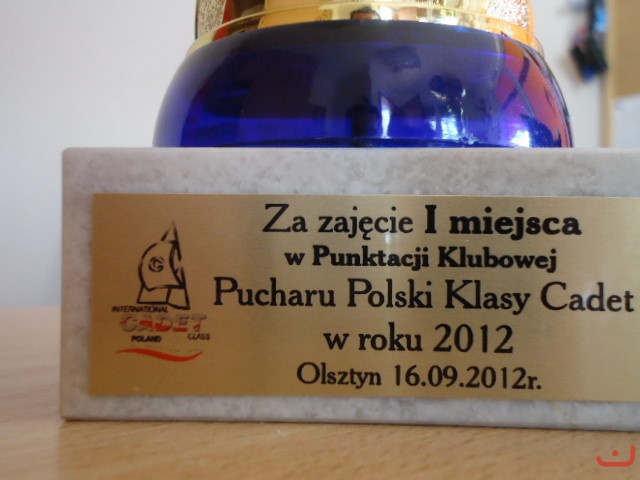 Za zajęcie I miejsca
w Punktacji Klubowej
Pucharu Polski Klasy Cadet
w roku 2012
Olsztyn 16.09.2012r.
INTERNATIONAL
CADET
POLAND CLASS